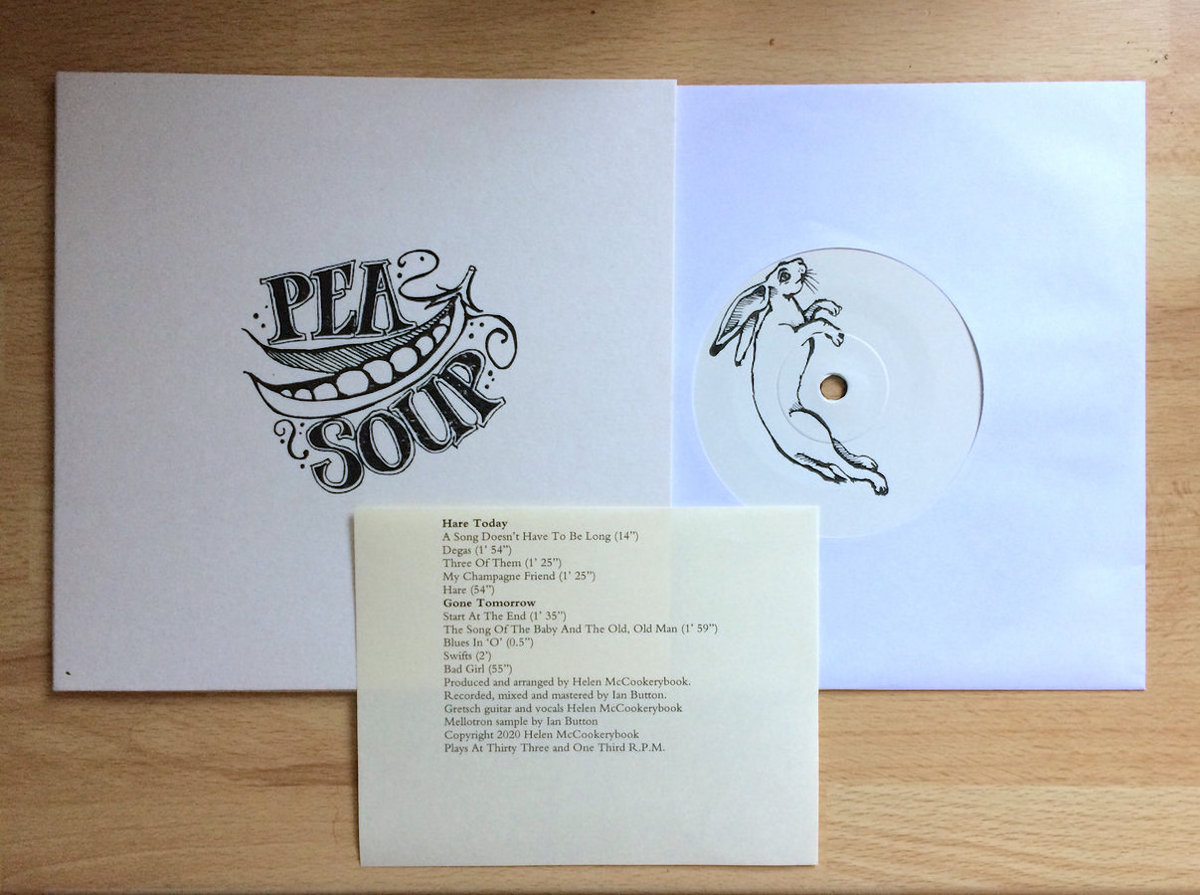 PEA
SOUP
Hare Today
A Song Doesn't Have To Be Long (14”)
Degas (1’ 54”)
Three Of Them (1’ 25”)
My Champagne Friend (1’ 25”)
Hare (54”)
Gone Tomorrow
Start At The End (1’ 35”)
The Song Of The Baby And The Old, Old Man (1’ 59”)
Blues In ‘O’ (0.5”)
Swifts (2’)
Bad Girl (55”)
Produced and arranged by Helen McCookerybook.
Recorded, mixed and mastered by Ian Button.
Gretsch guitar and vocals Helen McCookerybook
Mellotron sample by Ian Button
Copyright 2020 Helen McCookerybook
Plays At Thirty Three and One Third R.P.M.